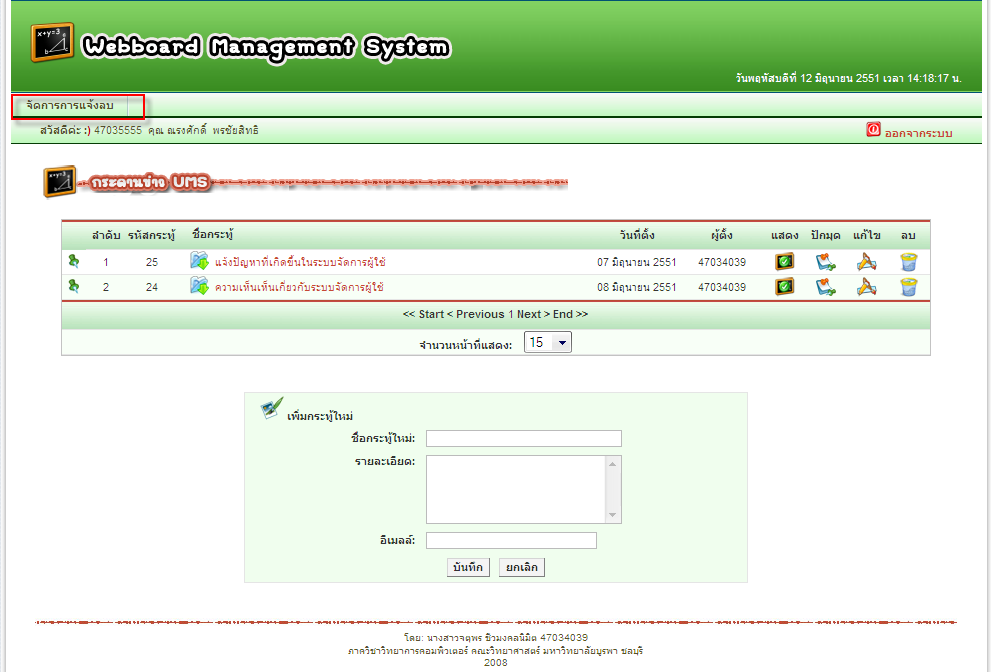 x+y=3
Webboard Management System
วันพฤหัสบดีที่ 12 มิถุนายน 2551 เวลา 14:18:17 น.
จัดการการแจ้งลบ
สวัสดีค่ะ :) 47035555 คุณ ณรงศักดิ์ พรชัยสิทธิ
ออกจากระบบ
กระดานข่าว UMS
ลำดับ รหัสกระทู้ ชื่อกระทู้ วันที่ตั้ง ผู้ตั้ง แสดง ปักมุด แก้ไข ลบ
1 25 แจ้งปัญหาที่เกิดขึ้นในระบบจัดการผู้ใช้ 07 มิถุนายน 2551 47034039
2 24 ความเห็นเห็นเกี่ยวกับระบบจัดการผู้ใช้ 08 มิถุนายน 2551 47034039
<< Start < Previous 1 Next > End >>
จำนวนหน้าที่แสดง: 15
เพิ่มกระทู้ใหม่
ชื่อกระทู้ใหม่:
รายละเอียด:
อีเมลล์:
บันทึก ยกเลิก
โดย: นางสาวจตุพร ชิวมงคลนิมิต 47034039
ภาควิชาวิทยาการคอมพิวเตอร์ คณะวิทยาศาสตร์ มหาวิทยาลัยบูรพา ชลบุรี
2008